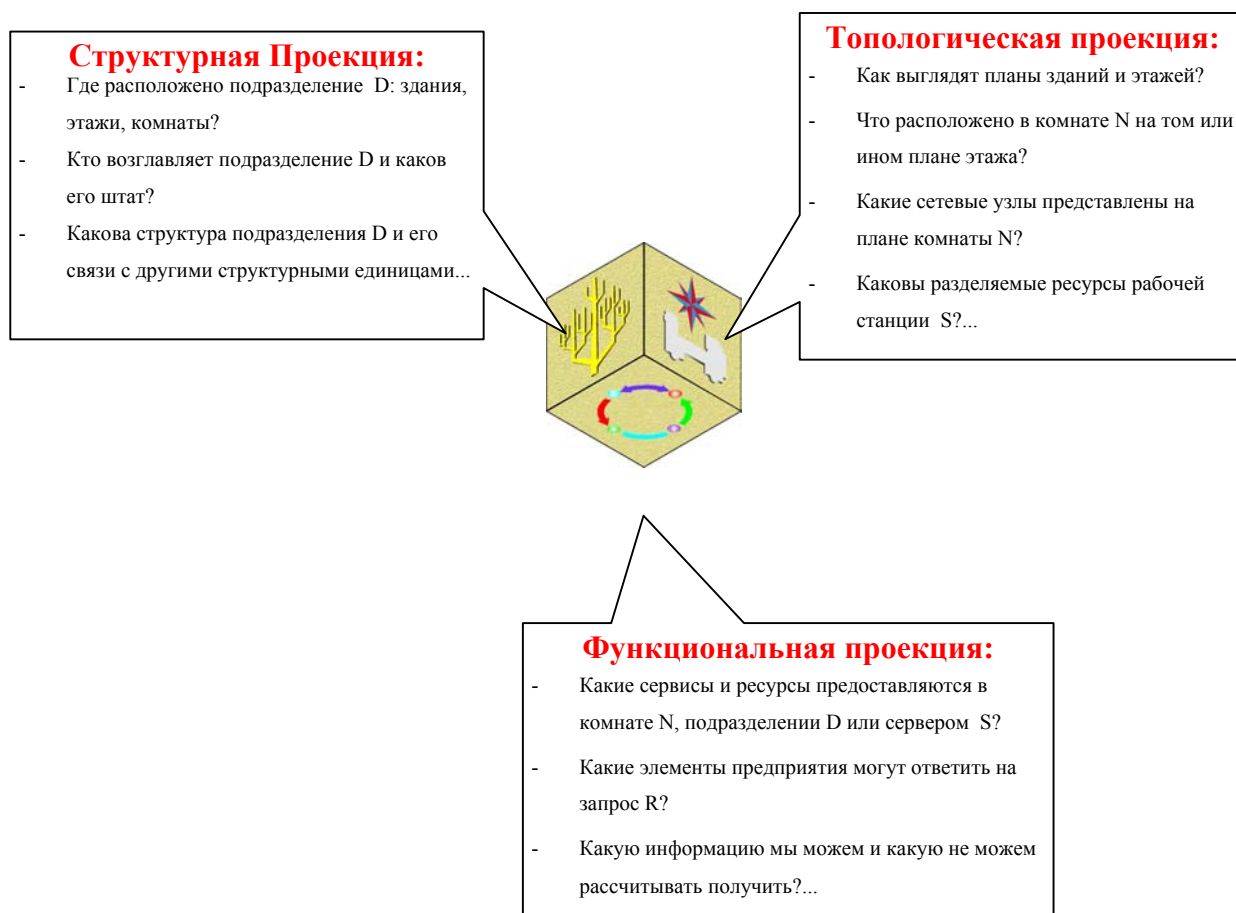 Структурная Проекция:
- Где расположено подразделение D: здания,
этажи, комнаты?
- Кто возглавляет подразделение D и каков
его штат?
- Какова структура подразделения D и его
связи с другими структурными единицами...
Топологическая проекция:
- Как выглядят планы зданий и этажей?
- Что расположено в комнате N на том или
ином плане этажа?
- Какие сетевые узлы представлены на
плане комнаты N?
- Каковы разделяемые ресурсы рабочей
станции S?...
Функциональная проекция:
- Какие сервисы и ресурсы предоставляются в
комнате N, подразделении D или сервером S?
- Какие элементы предприятия могут ответить на
запрос R?
- Какую информацию мы можем и какую не можем
рассчитывать получить?...